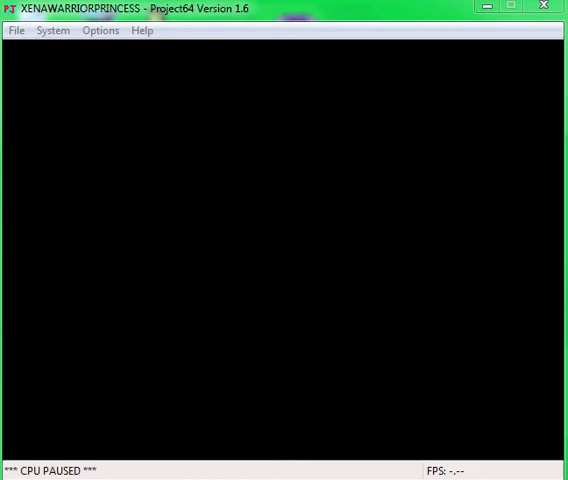 XENAWARRIORPRINCESS - Project64 Version 1.6
File System Options Help
*** CPU PAUSED *** FPS: -.--